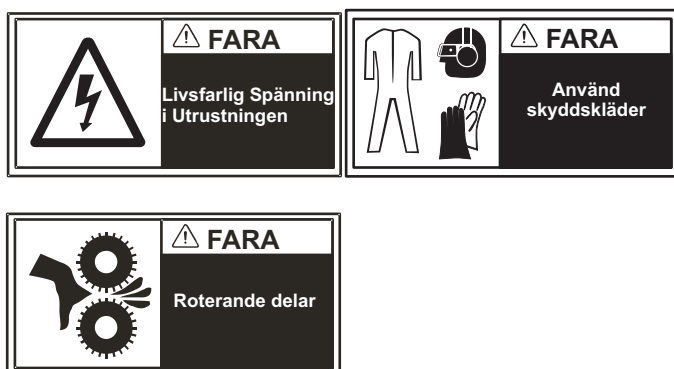 FARA
Livsfarlig Spänning
i Utrustningen
FARA
Använd
skyddskläder
FARA
Roterande delar